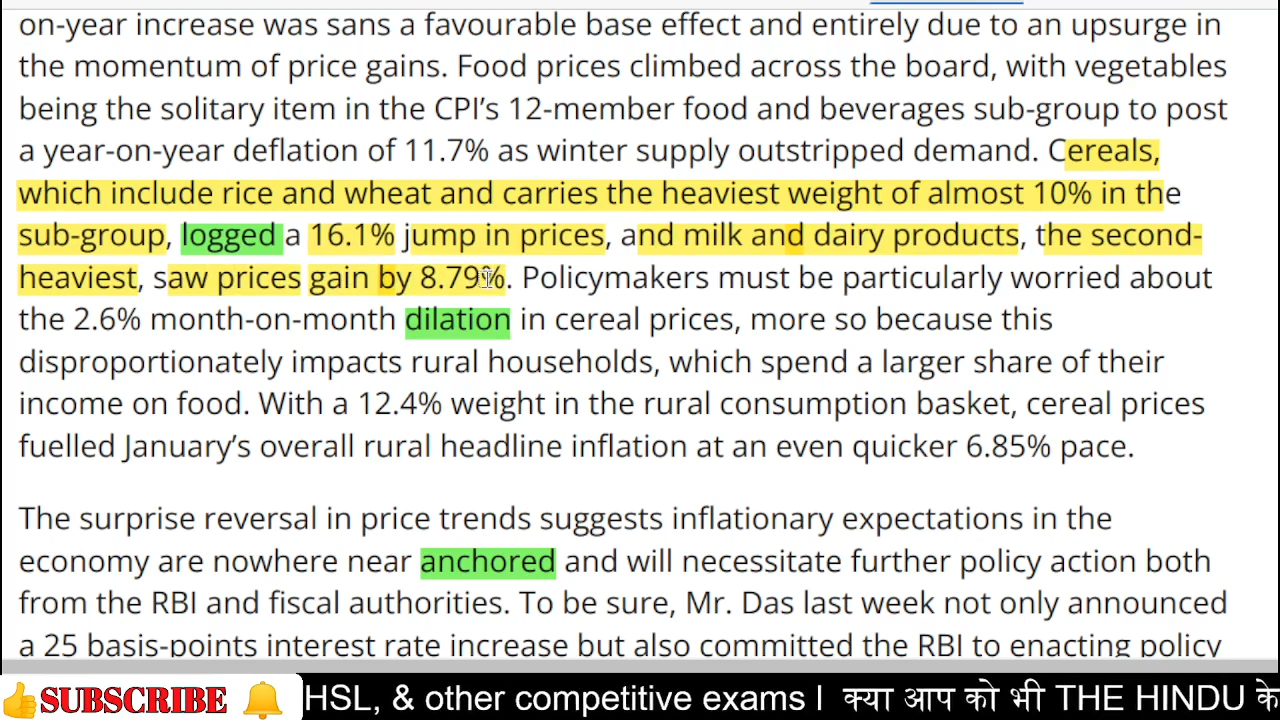 on-year increase was sans a favourable base effect and entirely due to an upsurge in
the momentum of price gains. Food prices climbed across the board, with vegetables
being the solitary item in the CPI’s 12-member food and beverages sub-group to post
a year-on-year deflation of 11.7% as winter supply outstripped demand. Cereals,
which include rice and wheat and carries the heaviest weight of almost 10% in the
sub-group, logged a 16.1% jump in prices, and milk and dairy products, the second-
heaviest, saw prices gain by 8.79%. Policymakers must be particularly worried about
the 2.6% month-on-month dilation in cereal prices, more so because this
disproportionately impacts rural households, which spend a larger share of their
income on food. With a 12.4% weight in the rural consumption basket, cereal prices
fuelled January’s overall rural headline inflation at an even quicker 6.85% pace.
The surprise reversal in price trends suggests inflationary expectations in the
economy are nowhere near anchored and will necessitate further policy action both
from the RBI and fiscal authorities. To be sure, Mr. Das last week not only announced
a 25 basis-points interest rate increase but also committed the RBI to enacting policy
SUBSCRIBE HSL, & other competitive exams l क्या आप को भी THE HINDU के